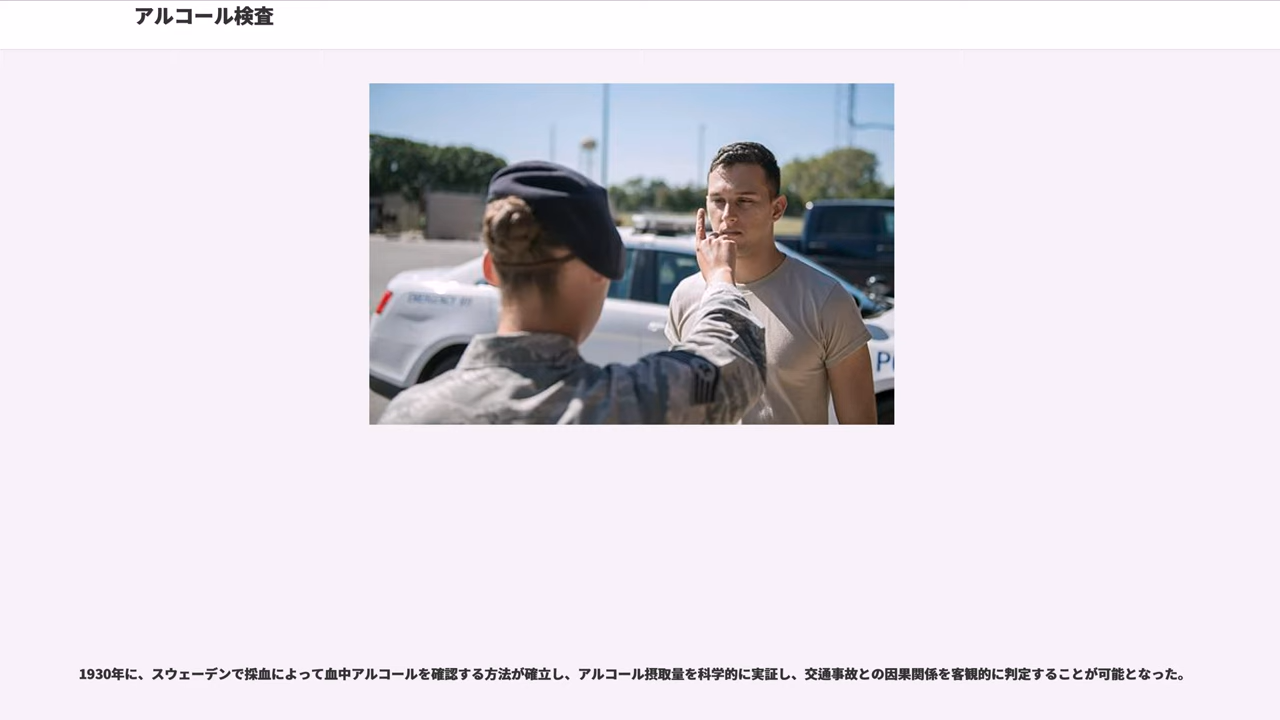 アルコール検査
EMERGENCY 911
P
1930年に、スウェーデンで採血によって血中アルコールを確認する方法が確立し、アルコール摂取量を科学的に実証し、交通事故との因果関係を客観的に判定することが可能となった。